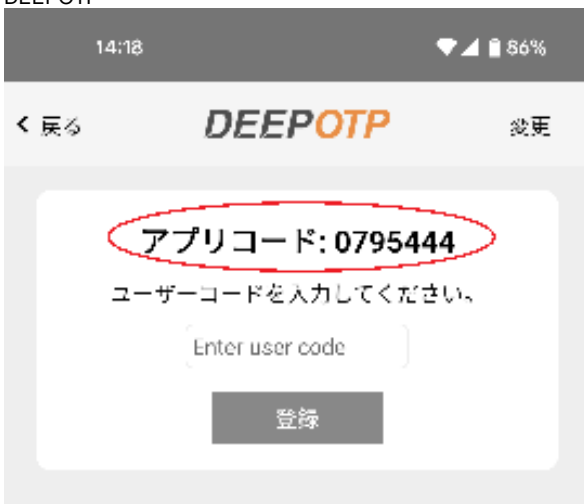 14:18 86%
戻る DEEPOTP 変更
アプリコード: 0795444
ユーザーコードを入力してください。
Enter user code
登録